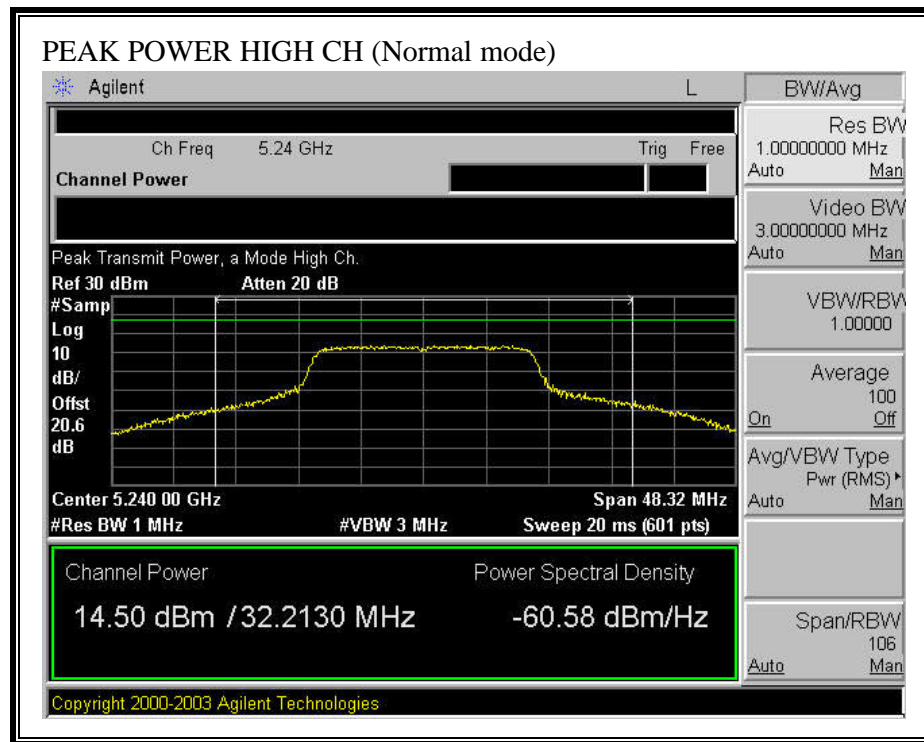 PEAK POWER HIGH CH (Normal mode)
Agilent L BW/Avg
Ch Freq 5.24 GHz Trig Free
Channel Power
Peak Transmit Power, a Mode High Ch.
Ref 30 dBm Atten 20 dB
#Samp
Log
10
dB/
Offst
20.6
dB
Center 5.240 00 GHz Span 48.32 MHz
#Res BW 1 MHz #VBW 3 MHz Sweep 20 ms (601 pts)
Channel Power Power Spectral Density
14.50 dBm / 32.2130 MHz -60.58 dBm/Hz
Copyright 2000-2003 Agilent Technologies
Res BW
1.00000000 MHz
Auto Man
Video BW
3.00000000 MHz
Auto Man
VBW/RBW
1.00000
Average
100
On Off
Avg/VBW Type
Pwr (RMS)
Auto Man
Span/RBW
106
Auto Man